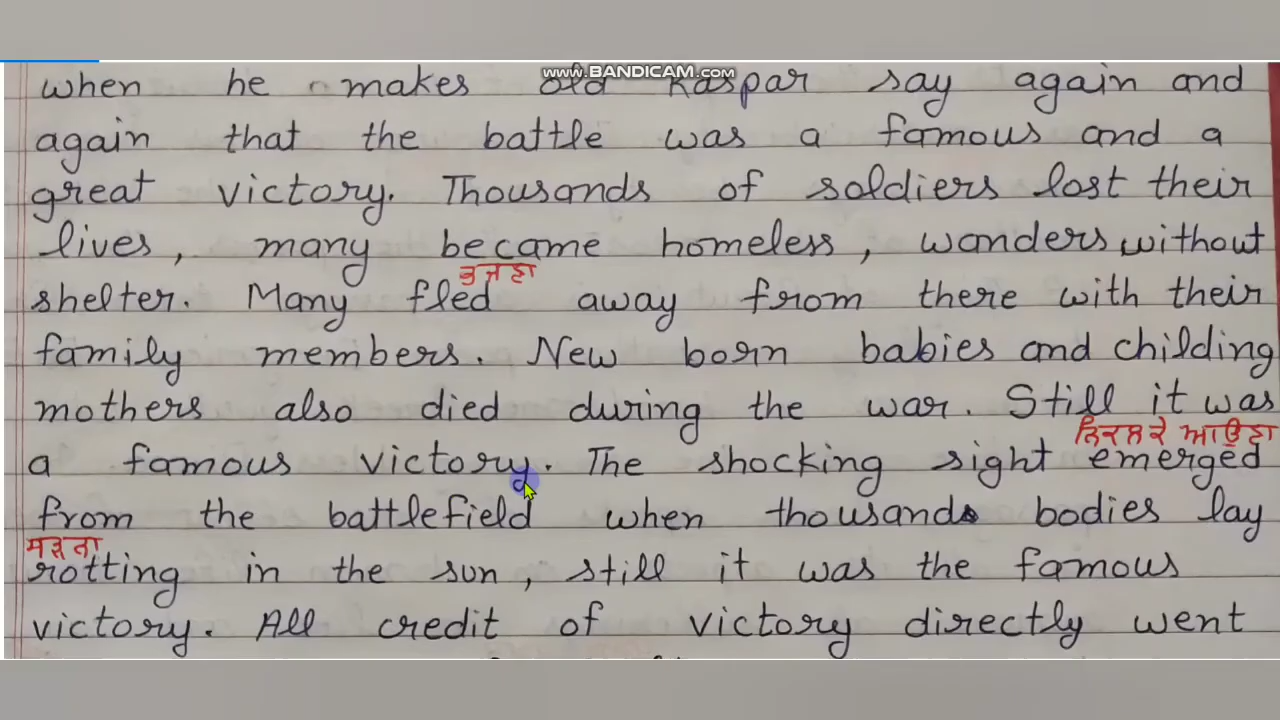 www.BANDICAM.com
when he makes old Kaspar say again and
again that the battle was a famous and a
great victory. Thousands of soldiers lost their
lives, many became homeless, wonders without
ਭੱਜਣਾ
shelter. Many fled away from there with their
family members. New born babies and childing
mothers also died during the war. Still it was
ਨਿਕਲਕੇ ਆਉਣਾ
a famous victory. The shocking sight emerged
from the battlefield when thousands bodies lay
ਸੜਨਾ
rotting in the sun, still it was the famous
victory. All credit of victory directly went